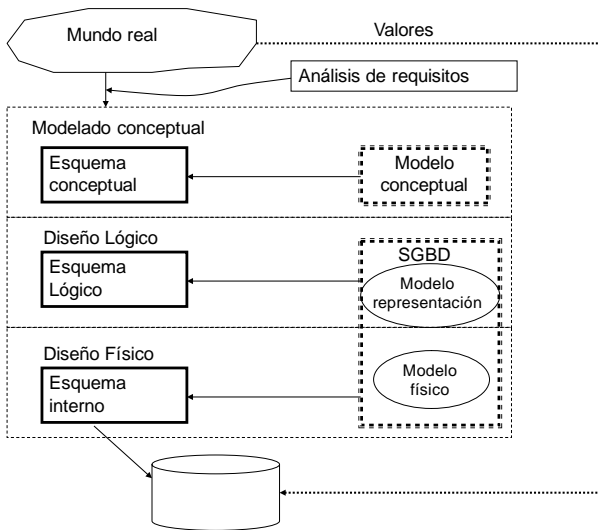 Mundo real
Valores
Análisis de requisitos
Modelado conceptual
Esquema
conceptual
Modelo
conceptual
Diseño Lógico
Esquema
Lógico
SGBD
Modelo
representación
Diseño Físico
Esquema
interno
Modelo
físico